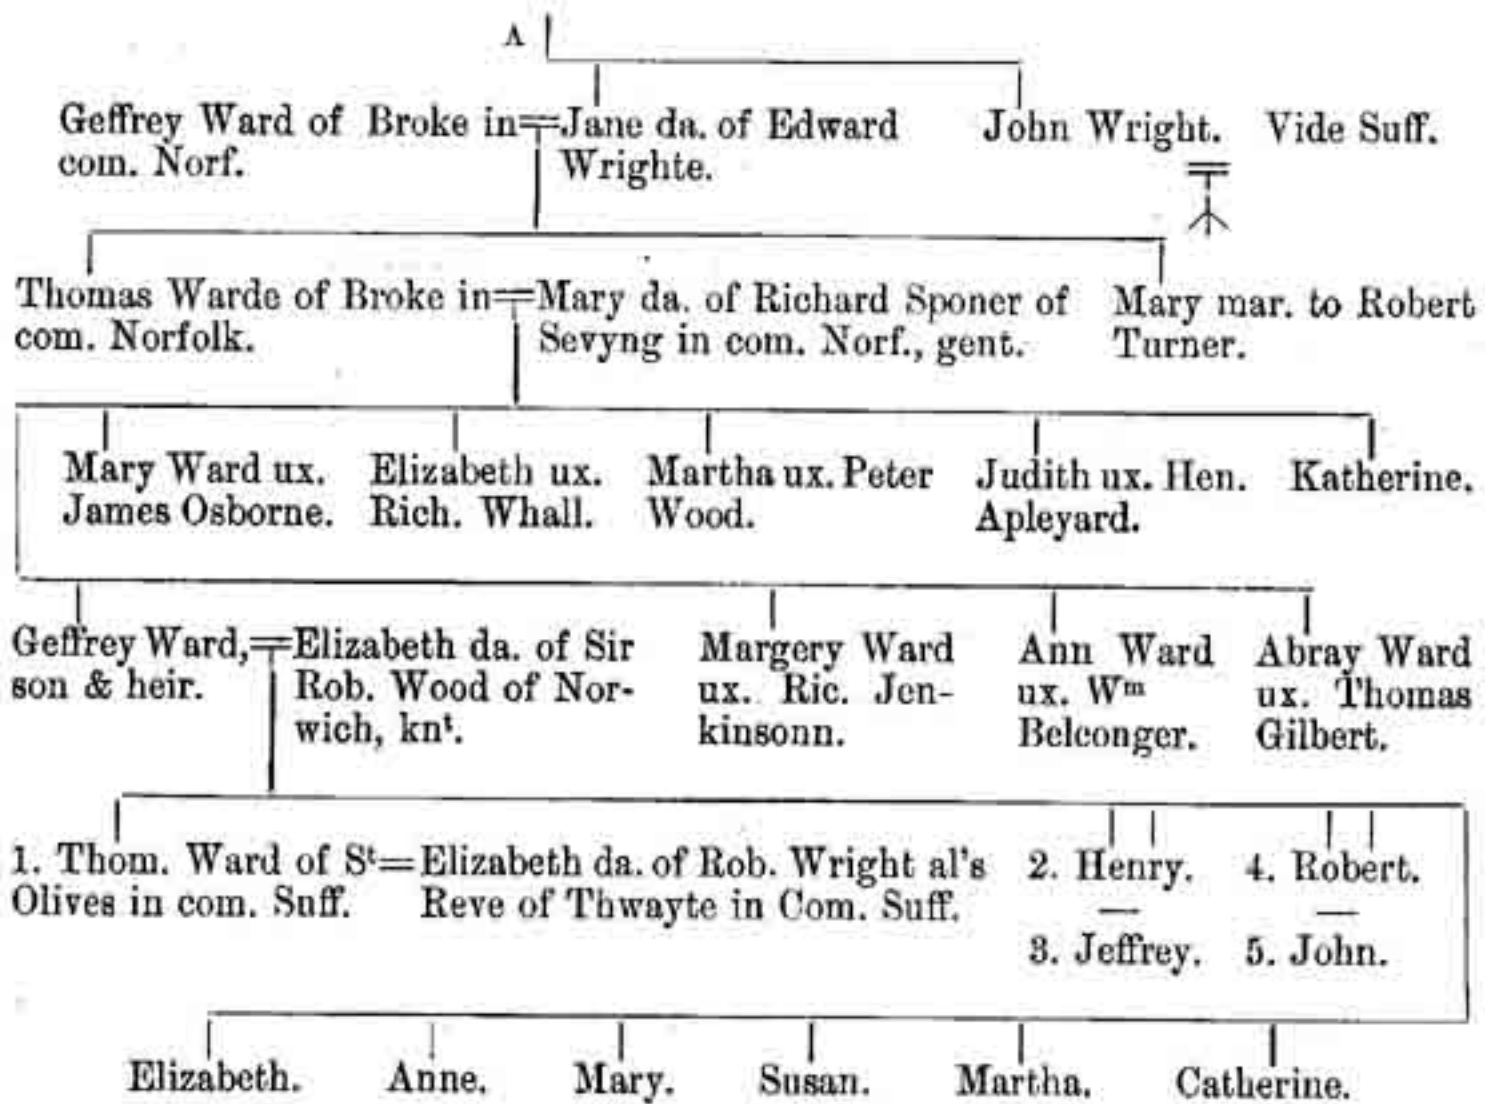 A
Geffrey Ward of Broke in Jane da. of Edward John Wright. Vide Suff.
com. Norf. Wrighte.
Thomas Warde of Broke in Mary da. of Richard Sponer of Mary mar. to Robert
com. Norfolk. Sevyng in com. Norf., gent. Turner.
Mary Ward ux. Elizabeth ux. Martha ux. Peter Judith ux. Hen. Katherine.
James Osborne. Rich. Whall. Wood. Apleyard.
Geffrey Ward, Elizabeth da. of Sir Margery Ward Ann Ward Abray Ward
son & heir. Rob. Wood of Nor- ux. Ric. Jen- ux. Wᵐ ux. Thomas
wich, knᵗ. kinsonn. Belconger. Gilbert.
1. Thom. Ward of Sᵗ Elizabeth da. of Rob. Wright al's 2. Henry. 4. Robert.
Olives in com. Suff. Reve of Thwayte in Com. Suff.
3. Jeffrey. 5. John.
Elizabeth. Anne. Mary. Susan. Martha. Catherine.